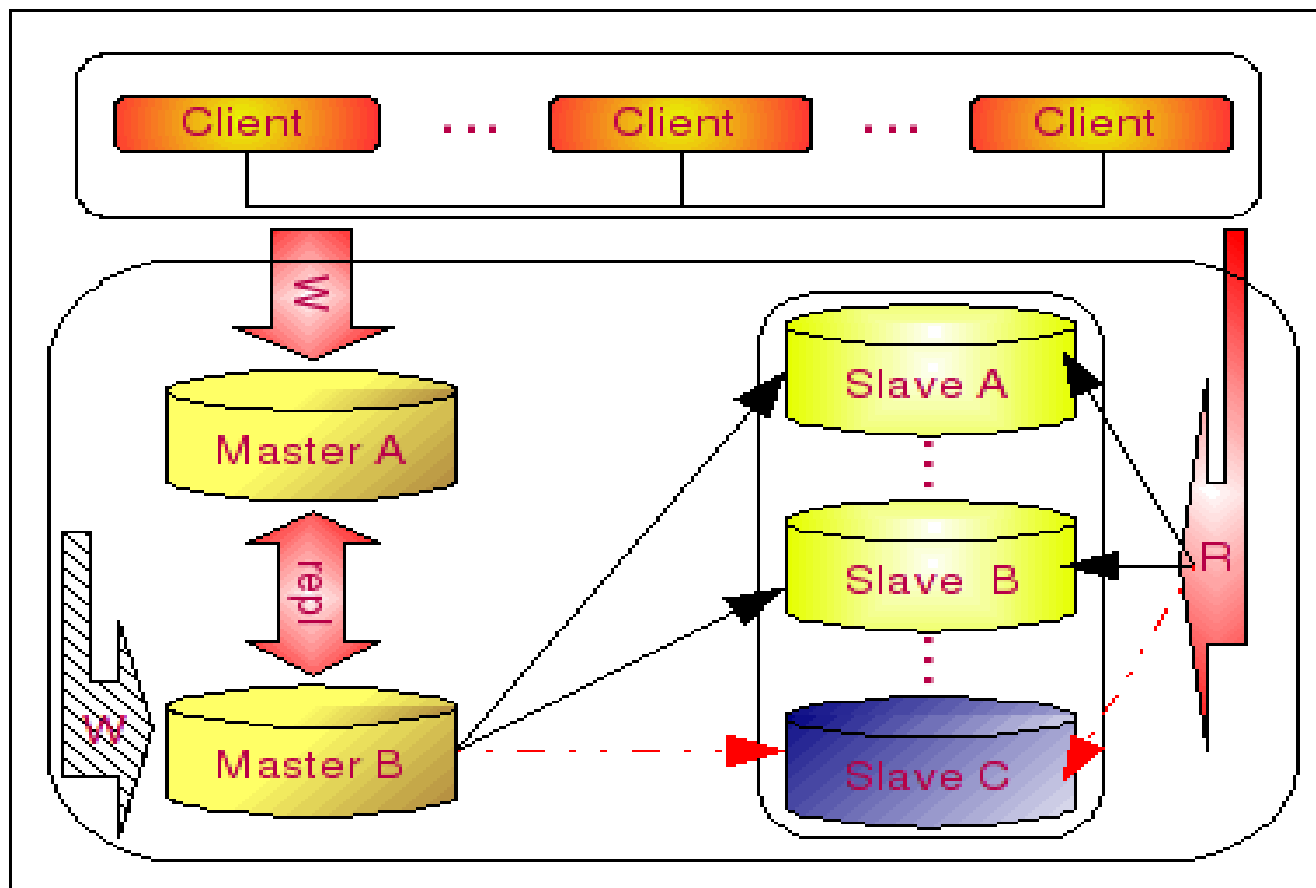 Client ... Client ... Client
W
Master A
repl
W
Master B
Slave A
Slave B
Slave C
R